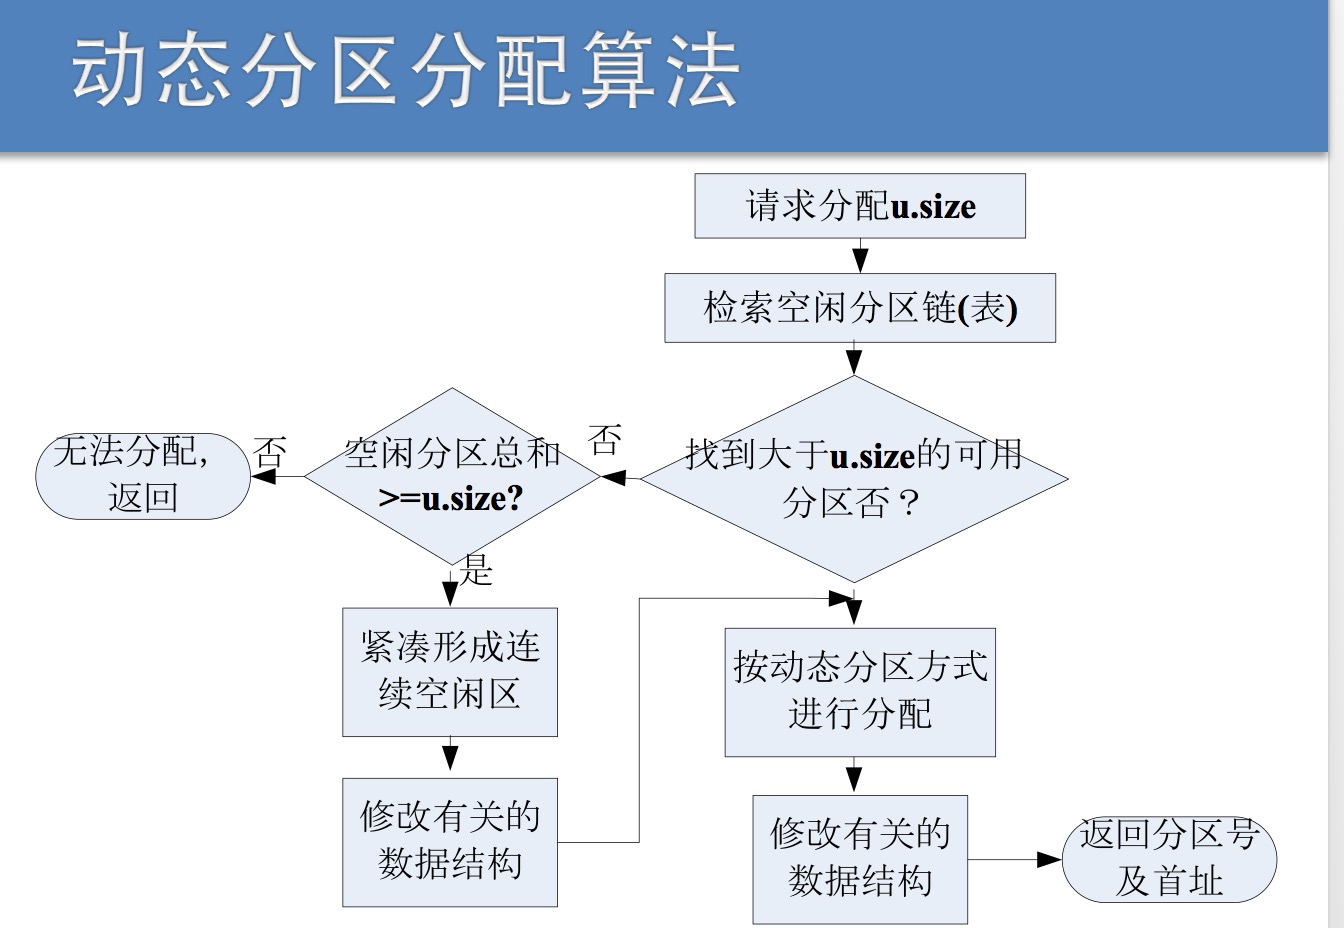 动态分区分配算法
请求分配u.size
检索空闲分区链(表)
找到大于u.size的可用
分区否？
否
空闲分区总和
>=u.size?
否
无法分配，
返回
是
紧凑形成连
续空闲区
修改有关的
数据结构
按动态分区方式
进行分配
修改有关的
数据结构
返回分区号
及首址